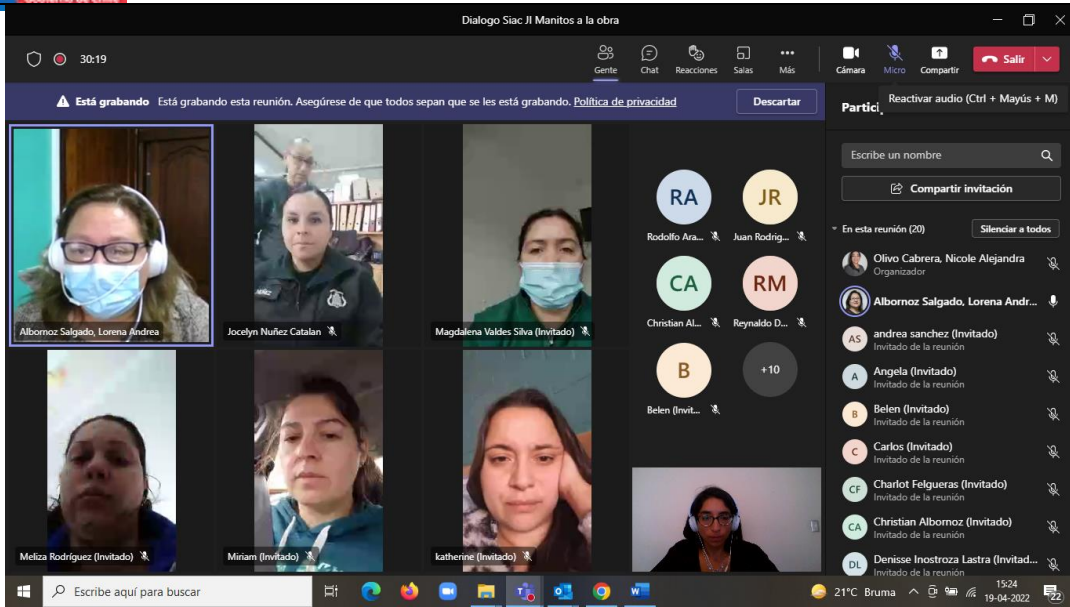 Dialogo Siac JI Manitos a la obra
30:19
Gente
Chat
Reacciones
Salas
Más
Cámara
Micro
Compartir
Salir
Está grabando Está grabando esta reunión. Asegúrese de que todos sepan que se les está grabando. Política de privacidad
Descartar
Partici
Reactivar audio (Ctrl + Mayús + M)
Escribe un nombre
Compartir invitación
En esta reunión (20)
Silenciar a todos
Olivo Cabrera, Nicole Alejandra
Organizador
Albornoz Salgado, Lorena Andr...
AS
andrea sanchez (Invitado)
Invitado de la reunión
A
Angela (Invitado)
Invitado de la reunión
B
Belen (Invitado)
Invitado de la reunión
C
Carlos (Invitado)
Invitado de la reunión
CF
Charlot Felgueras (Invitado)
Invitado de la reunión
CA
Christian Albornoz (Invitado)
Invitado de la reunión
DL
Denisse Inostroza Lastra (Invitad...
Invitado de la reunión
Albornoz Salgado, Lorena Andrea
Jocelyn Nuñez Catalan
Magdalena Valdes Silva (Invitado)
RA
Rodolfo Ara...
JR
Juan Rodrig...
CA
Christian Al...
RM
Reynaldo D...
B
Belen (Invit...
+10
Meliza Rodríguez (Invitado)
Miriam (Invitado)
katherine (Invitado)
Escribe aquí para buscar
21°C Bruma
15:24
19-04-2022
22